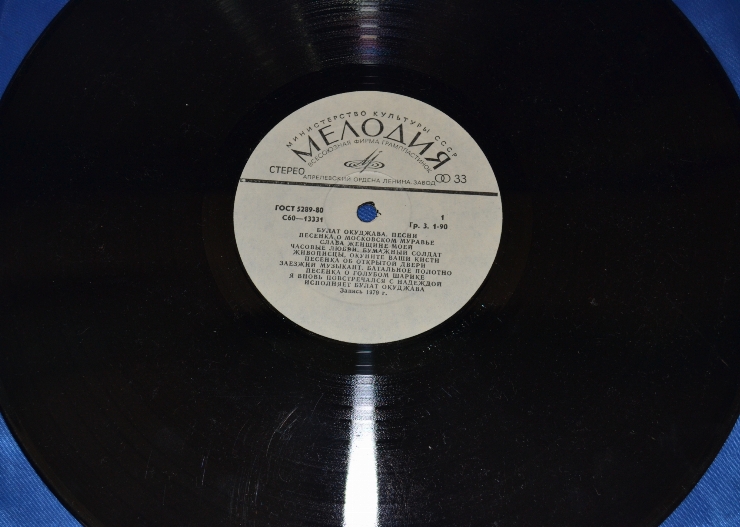 МИНИСТЕРСТВО КУЛЬТУРЫ СССР
МЕЛОДИЯ
ВСЕСОЮЗНАЯ ФИРМА ГРАМПЛАСТИНОК
СТЕРЕО
33
АПРЕЛЕВСКИЙ ОРДЕНА ЛЕНИНА ЗАВОД
ГОСТ 5289-80
1
С60—13331
Гр. 3. 1-90
БУЛАТ ОКУДЖАВА. ПЕСНИ
ПЕСЕНКА О МОСКОВСКОМ МУРАВЬЕ
СЛАВА ЖЕНЩИНЕ МОЕЙ
ЧАСОВЫЕ ЛЮБВИ, БУМАЖНЫЙ СОЛДАТ
ЖИВОПИСЦЫ, ОКУНИТЕ ВАШИ КИСТИ
ПЕСЕНКА ОБ ОТКРЫТОЙ ДВЕРИ
ЗАЕЗЖИЙ МУЗЫКАНТ, БАТАЛЬНОЕ ПОЛОТНО
ПЕСЕНКА О ГОЛУБОМ ШАРИКЕ
Я ВНОВЬ ПОВСТРЕЧАЛСЯ С НАДЕЖДОЙ
ИСПОЛНЯЕТ БУЛАТ ОКУДЖАВА
Запись 1979 г.